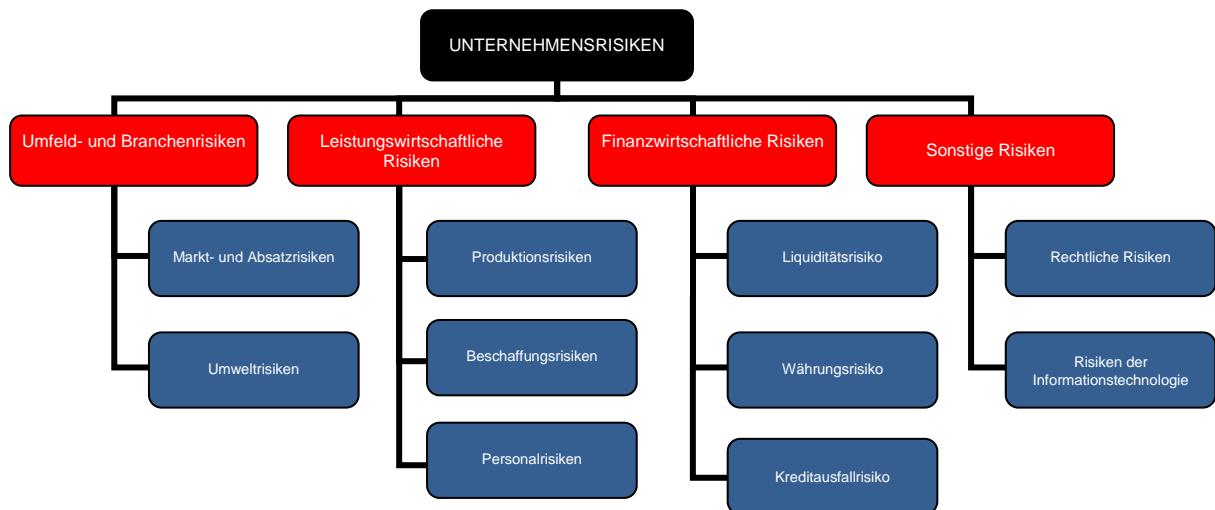 UNTERNEHMENSRISIKEN
Umfeld- und Branchenrisiken
Leistungswirtschaftliche
Risiken
Finanzwirtschaftliche Risiken
Sonstige Risiken
Markt- und Absatzrisiken
Produktionsrisiken
Liquiditätsrisiko
Rechtliche Risiken
Umweltrisiken
Beschaffungsrisiken
Währungsrisiko
Risiken der
Informationstechnologie
Personalrisiken
Kreditausfallrisiko